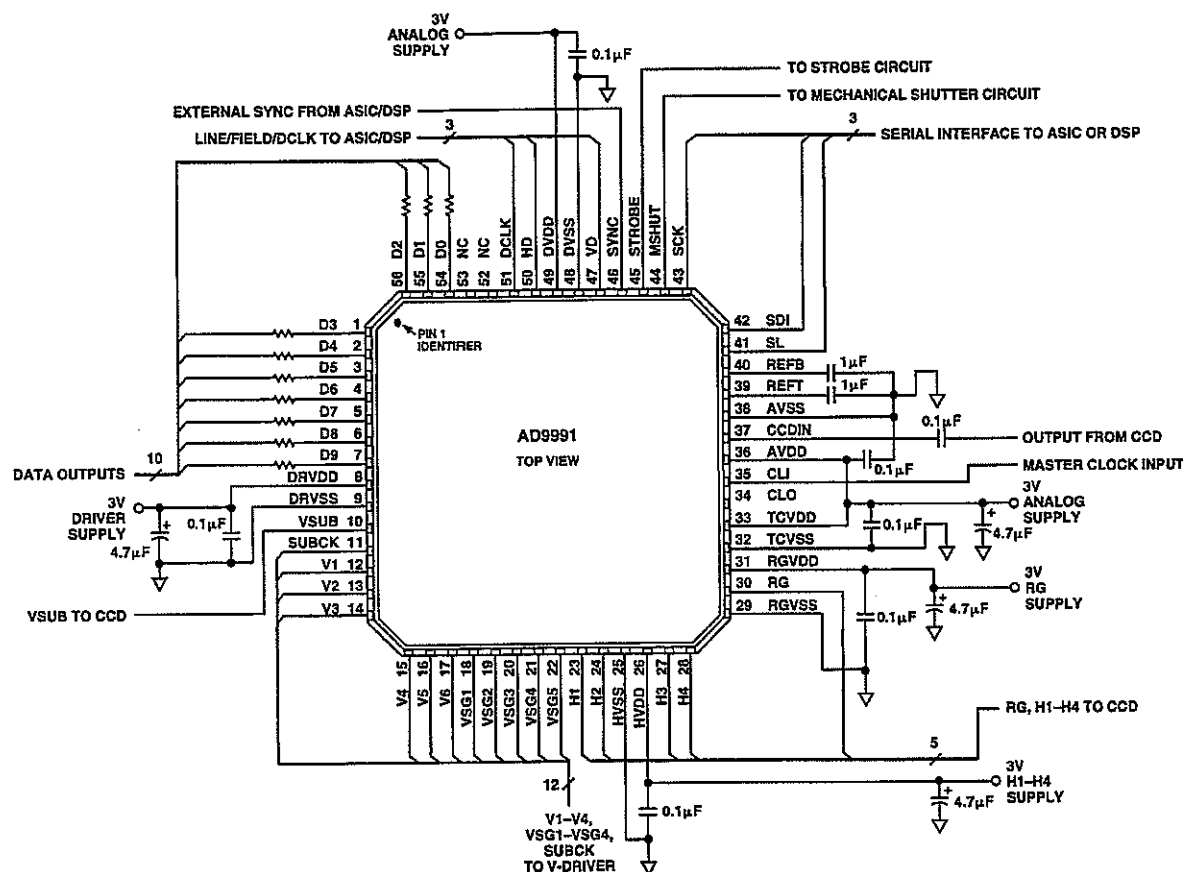 3V
ANALOG
SUPPLY
0.1µF
TO STROBE CIRCUIT
TO MECHANICAL SHUTTER CIRCUIT
EXTERNAL SYNC FROM ASIC/DSP
3
LINE/FIELD/DCLK TO ASIC/DSP
3
SERIAL INTERFACE TO ASIC OR DSP
56 D2
55 D1
54 D0
53 NC
52 NC
51 DCLK
50 HD
49 DVDD
48 DVSS
47 VD
46 SYNC
45 STROBE
44 MSHUT
43 SCK
D3 1
D4 2
D5 3
D6 4
D7 5
D8 6
D9 7
DRVDD 8
DRVSS 9
VSUB 10
SUBCK 11
V1 12
V2 13
V3 14
PIN 1
IDENTIFIER
AD9991
TOP VIEW
10
DATA OUTPUTS
3V
DRIVER
SUPPLY
4.7µF
0.1µF
VSUB TO CCD
42 SDI
41 SL
40 REFB
39 REFT
38 AVSS
37 CCDIN
36 AVDD
35 CLI
34 CLO
33 TCVDD
32 TCVSS
31 RGVDD
30 RG
29 RGVSS
1µF
1µF
0.1µF
OUTPUT FROM CCD
0.1µF
MASTER CLOCK INPUT
3V
ANALOG
SUPPLY
0.1µF
4.7µF
3V
RG
SUPPLY
0.1µF
4.7µF
V4 15
V5 16
V6 17
VSG1 18
VSG2 19
VSG3 20
VSG4 21
VSG5 22
H1 23
H2 24
HVSS 25
HVDD 26
H3 27
H4 28
RG, H1–H4 TO CCD
5
12
3V
H1–H4
SUPPLY
4.7µF
0.1µF
V1–V4,
VSG1–VSG4,
SUBCK
TO V-DRIVER